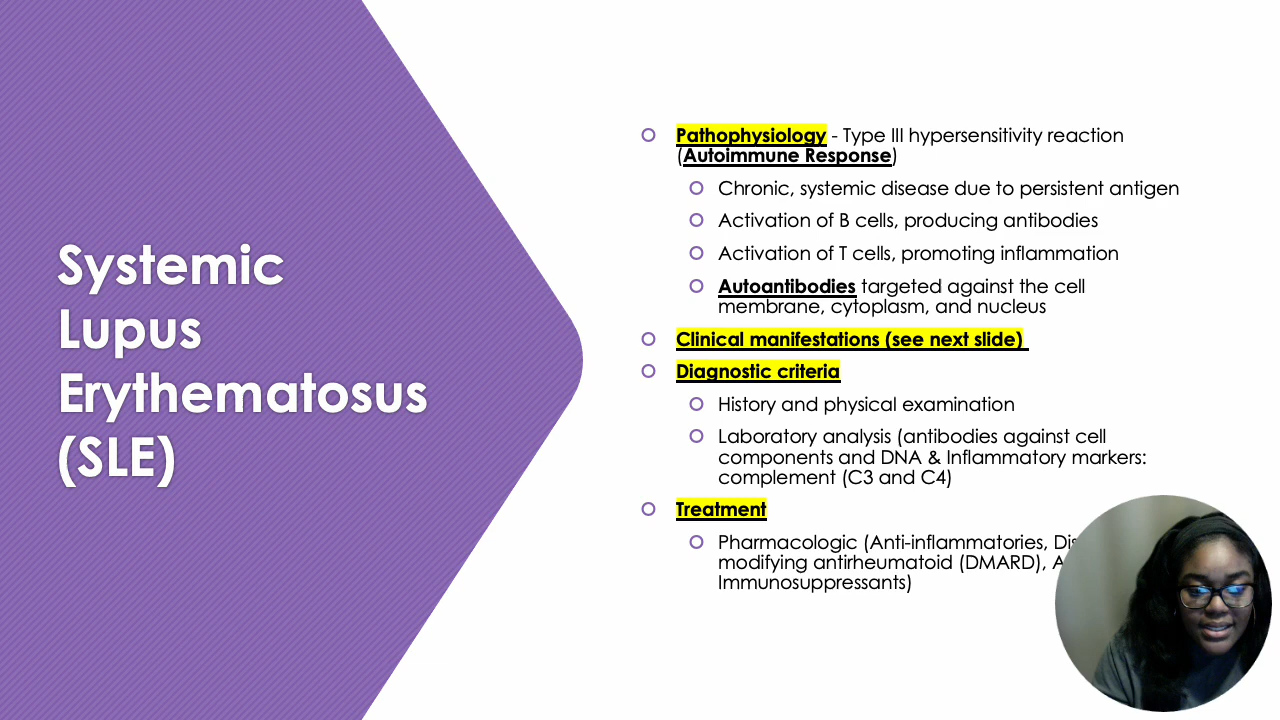 Systemic
Lupus
Erythematosus
(SLE)
Pathophysiology - Type III hypersensitivity reaction
(Autoimmune Response)
Chronic, systemic disease due to persistent antigen
Activation of B cells, producing antibodies
Activation of T cells, promoting inflammation
Autoantibodies targeted against the cell
membrane, cytoplasm, and nucleus
Clinical manifestations (see next slide)
Diagnostic criteria
History and physical examination
Laboratory analysis (antibodies against cell
components and DNA & Inflammatory markers:
complement (C3 and C4)
Treatment
Pharmacologic (Anti-inflammatories,
modifying antirheumatoid (DMARD),
Immunosuppressants)